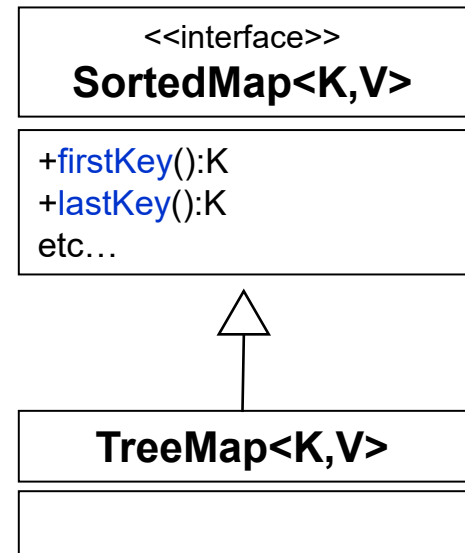 <<interface>>
SortedMap<K,V>
+firstKey():K
+lastKey():K
etc…
TreeMap<K,V>